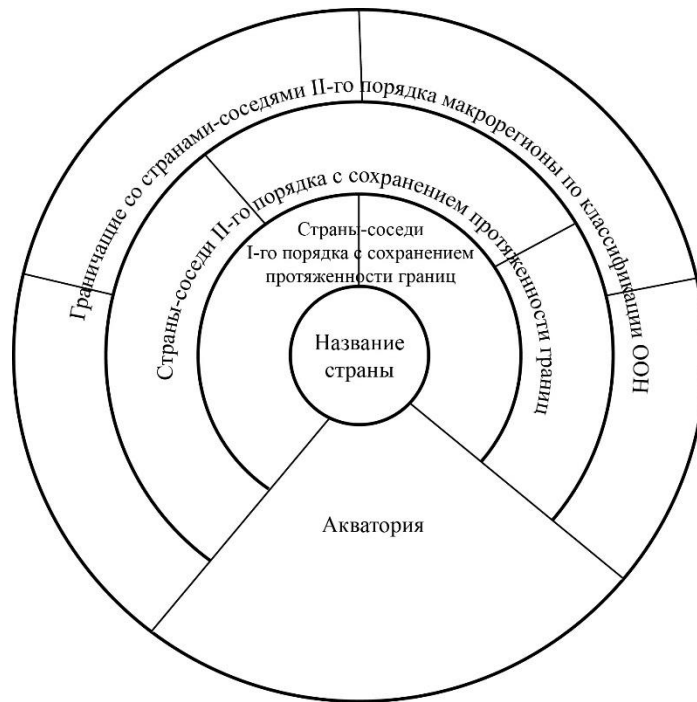 Граничащие со странами-соседями II-го порядка макрорегионы по классификации ООН
Страны-соседи II-го порядка с сохранением протяженности границ
Страны-соседи
I-го порядка с сохранением
протяженности границ
Название
страны
Акватория